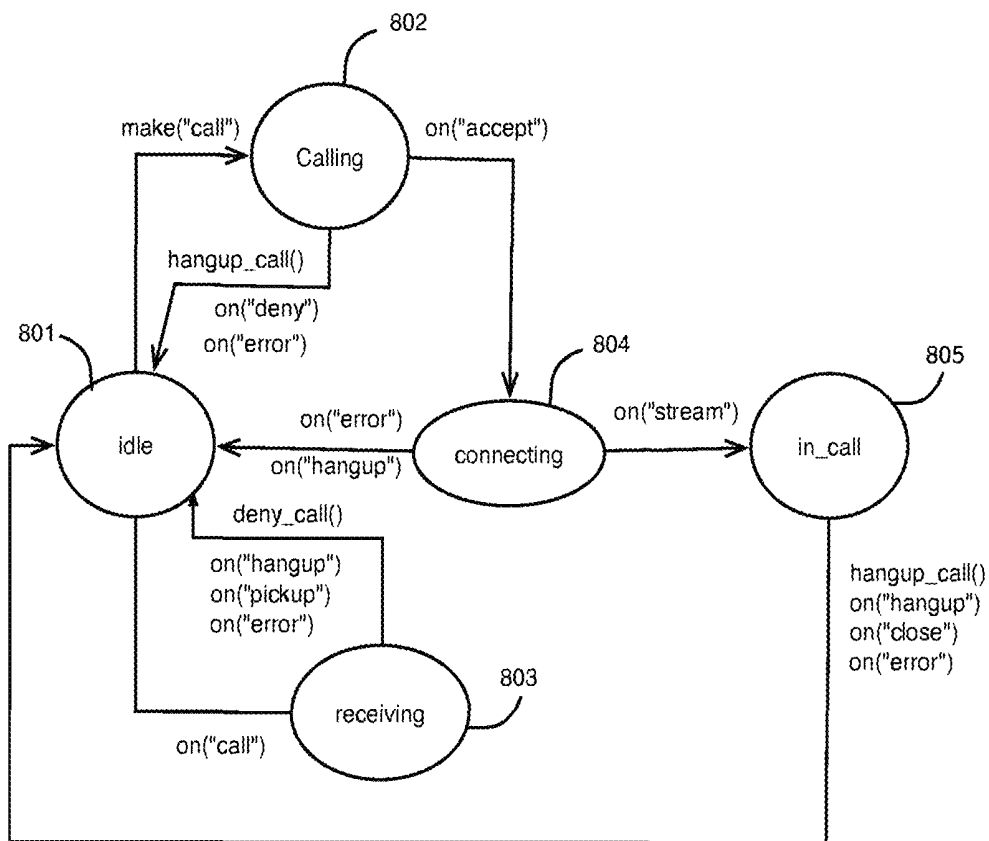 802
make("call")
on("accept")
Calling
hangup_call()
on("deny")
on("error")
801
804
805
idle
on("error")
on("hangup")
connecting
on("stream")
in_call
deny_call()
on("hangup")
on("pickup")
on("error")
hangup_call()
on("hangup")
on("close")
on("error")
803
receiving
on("call")